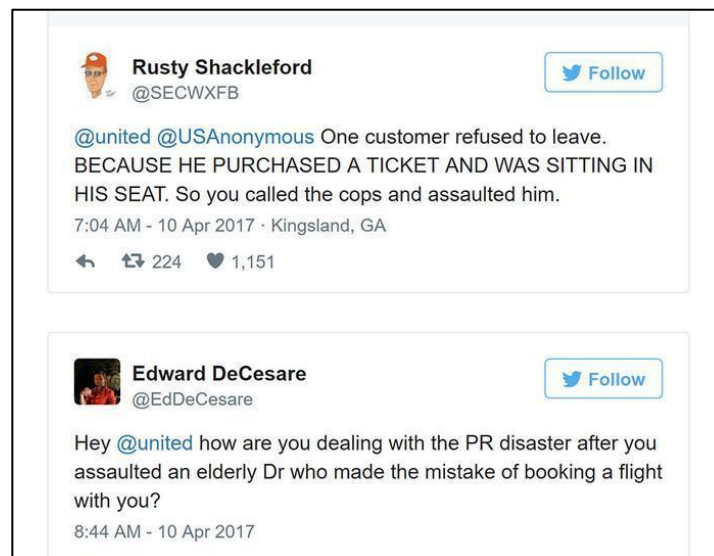 Rusty Shackleford
Follow
@SECWXFB
@united @USAnonymous One customer refused to leave.
BECAUSE HE PURCHASED A TICKET AND WAS SITTING IN
HIS SEAT. So you called the cops and assaulted him.
7:04 AM - 10 Apr 2017 · Kingsland, GA
224 1,151
Edward DeCesare
Follow
@EdDeCesare
Hey @united how are you dealing with the PR disaster after you
assaulted an elderly Dr who made the mistake of booking a flight
with you?
8:44 AM - 10 Apr 2017